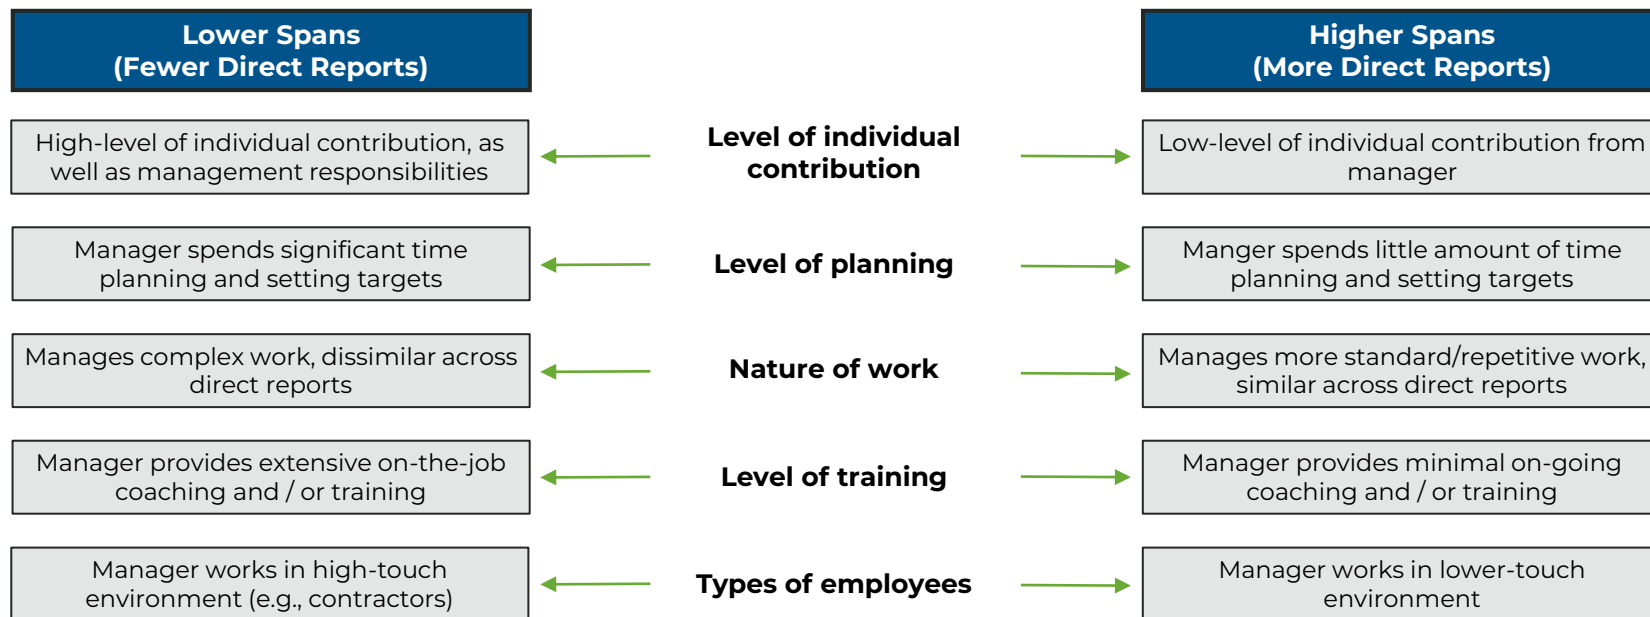 Lower Spans
(Fewer Direct Reports)
Higher Spans
(More Direct Reports)
High-level of individual contribution, as
well as management responsibilities
Level of individual
contribution
Low-level of individual contribution from
manager
Manager spends significant time
planning and setting targets
Level of planning
Manger spends little amount of time
planning and setting targets
Manages complex work, dissimilar across
direct reports
Nature of work
Manages more standard/repetitive work,
similar across direct reports
Manager provides extensive on-the-job
coaching and / or training
Level of training
Manager provides minimal on-going
coaching and / or training
Manager works in high-touch
environment (e.g., contractors)
Types of employees
Manager works in lower-touch
environment